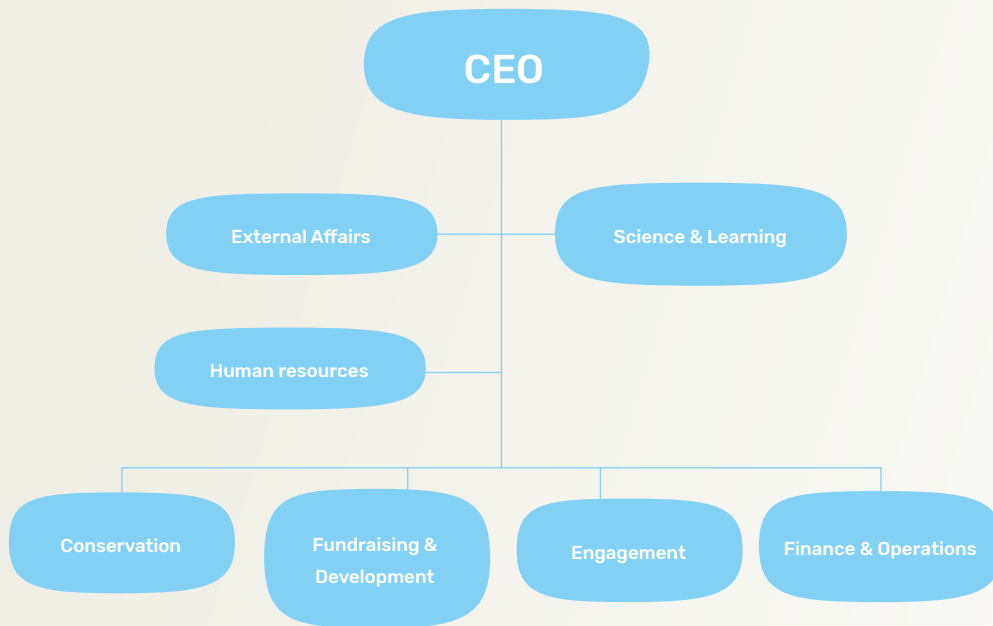 CEO
External Affairs
Science & Learning
Human resources
Conservation
Fundraising &
Development
Engagement
Finance & Operations